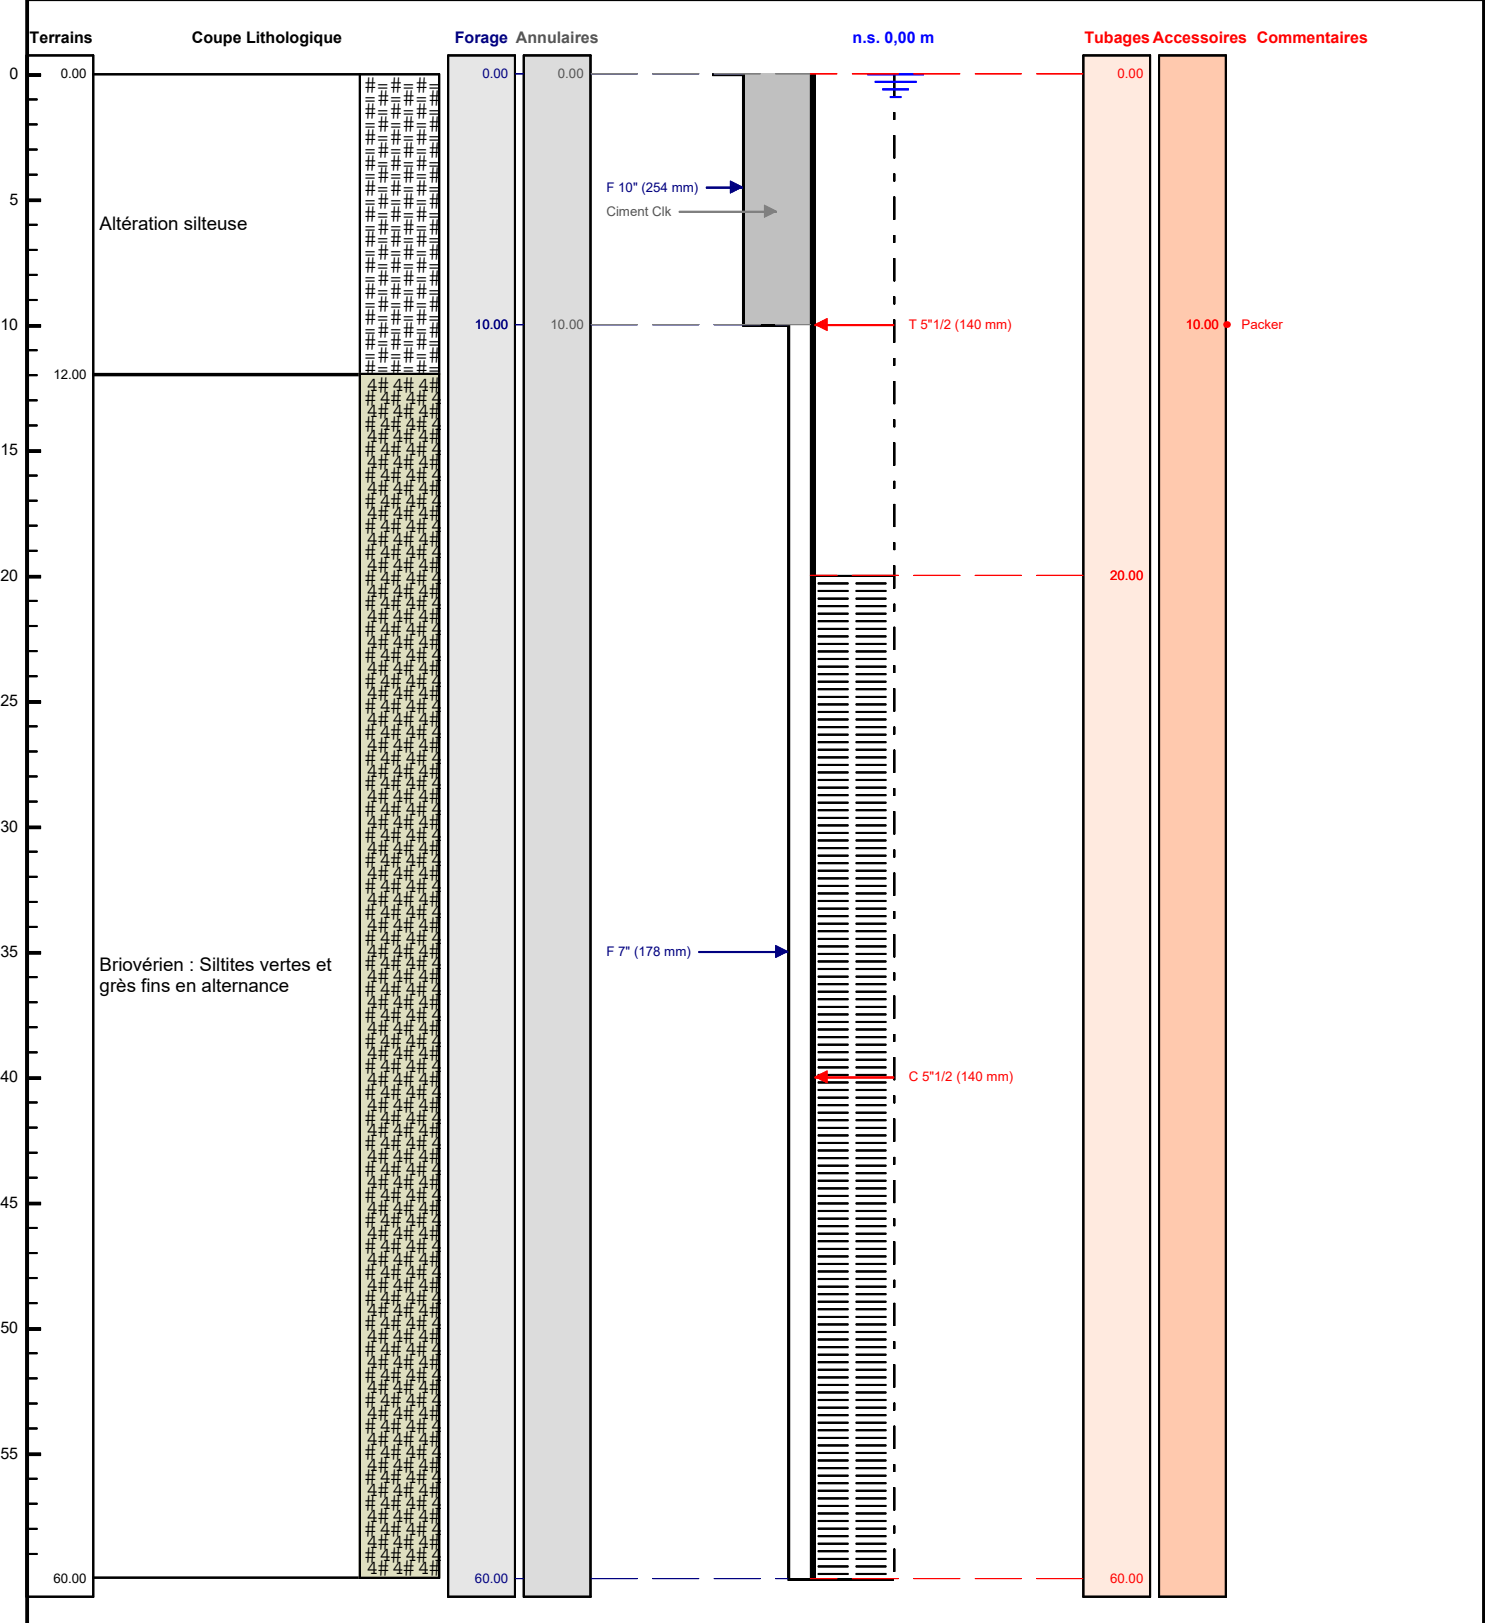 Terrains Coupe Lithologique Forage Annulaires n.s. 0,00 m Tubages Accessoires Commentaires
0 0.00 0.00 0.00 0.00
F 10" (254 mm)
5
Ciment Clk
Altération silteuse
10 10.00 10.00 T 5"1/2 (140 mm) 10.00 Packer
12.00
15
20 20.00
25
30
35 F 7" (178 mm)
Briovérien : Siltites vertes et
grès fins en alternance
40 C 5"1/2 (140 mm)
45
50
55
60.00 60.00 60.00